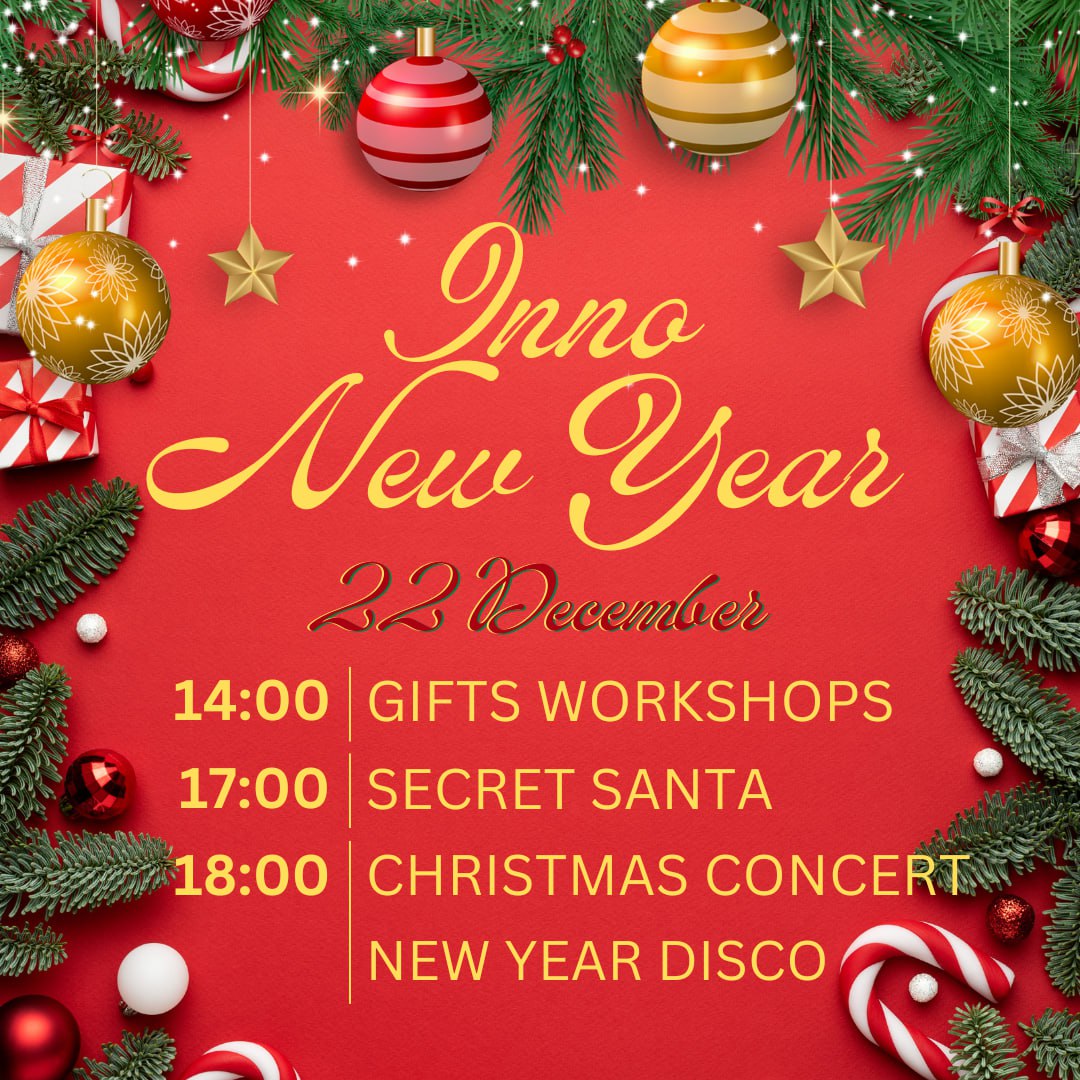 Inno
New Year
22 December
14:00 GIFTS WORKSHOPS
17:00 SECRET SANTA
18:00 CHRISTMAS CONCERT
NEW YEAR DISCO